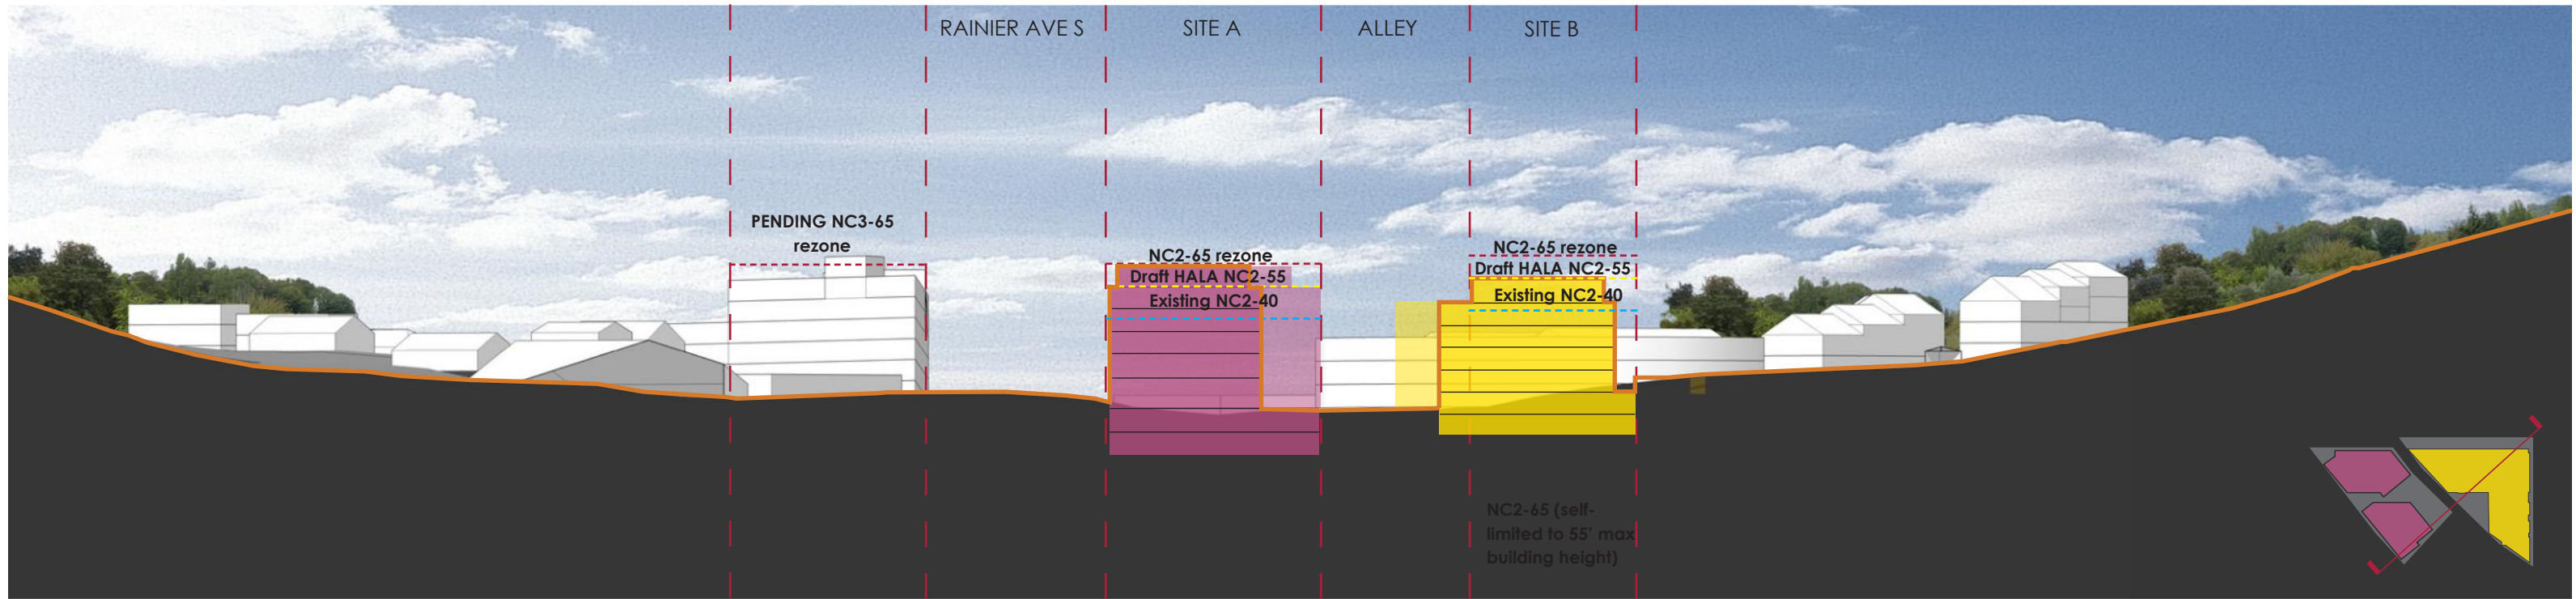 RAINIER AVE S
SITE A
ALLEY
SITE B
PENDING NC3-65
rezone
NC2-65 rezone
Draft HALA NC2-55
Existing NC2-40
NC2-65 rezone
Draft HALA NC2-55
Existing NC2-40
NC2-65 (self-
limited to 55' max
building height)